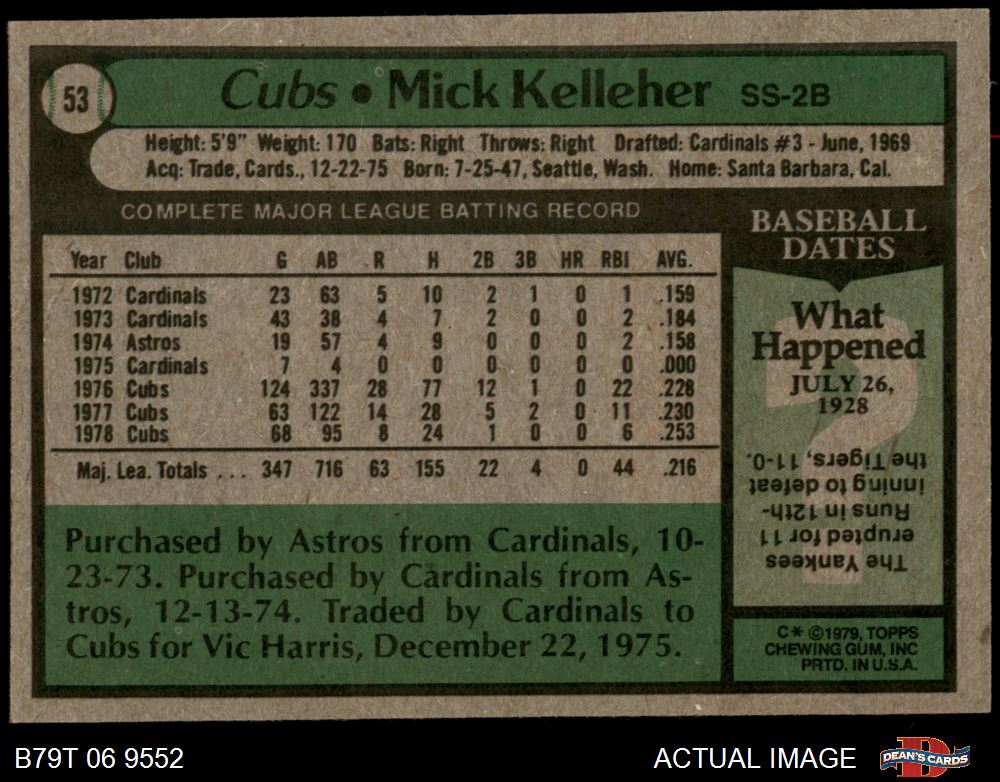 53
Cubs • Mick Kelleher SS-2B
Height: 5'9" Weight: 170 Bats: Right Throws: Right Drafted: Cardinals #3 - June, 1969
Acq: Trade, Cards., 12-22-75 Born: 7-25-47, Seattle, Wash. Home: Santa Barbara, Cal.
COMPLETE MAJOR LEAGUE BATTING RECORD
Year Club G AB R H 2B 3B HR RBI AVG.
1972 Cardinals 23 63 5 10 2 1 0 1 .159
1973 Cardinals 43 38 4 7 2 0 0 2 .184
1974 Astros 19 57 4 9 0 0 0 2 .158
1975 Cardinals 7 4 0 0 0 0 0 0 .000
1976 Cubs 124 337 28 77 12 1 0 22 .228
1977 Cubs 63 122 14 28 5 2 0 11 .230
1978 Cubs 68 95 8 24 1 0 0 6 .253
Maj. Lea. Totals . . . 347 716 63 155 22 4 0 44 .216
Purchased by Astros from Cardinals, 10-
23-73. Purchased by Cardinals from As-
tros, 12-13-74. Traded by Cardinals to
Cubs for Vic Harris, December 22, 1975.
BASEBALL
DATES
What
Happened
JULY 26,
1928
?
The Yankees
erupted for 11
Runs in 12th-
inning to defeat
the Tigers, 11-0.
C* ©1979, TOPPS
CHEWING GUM, INC
PRTD. IN U.S.A.
B79T 06 9552
ACTUAL IMAGE
D
DEAN'S CARDS